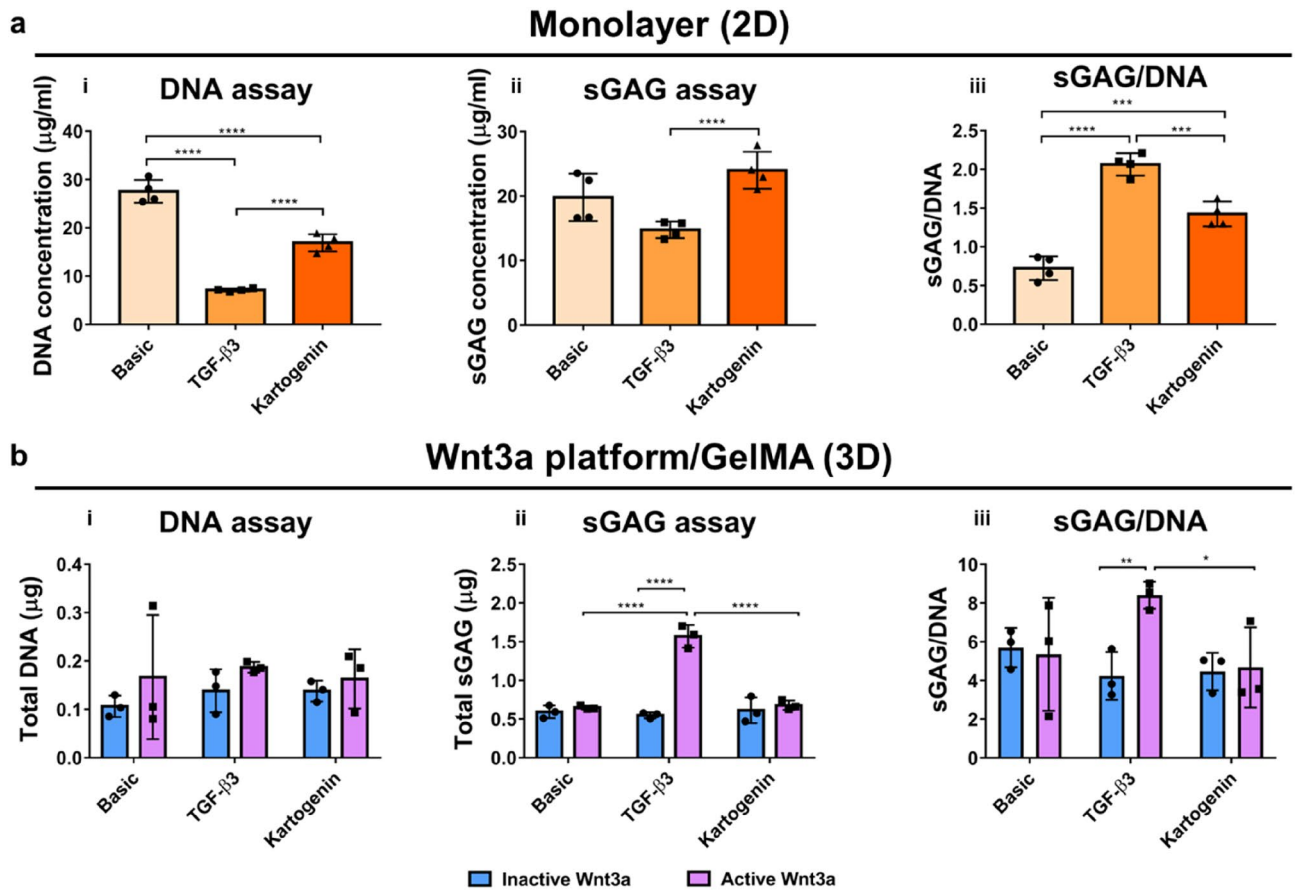 a
Monolayer (2D)
i
DNA assay
DNA concentration (μg/ml)
40
30
20
10
0
****
****
****
Basic
TGF-β3
Kartogenin
ii
sGAG assay
sGAG concentration (μg/ml)
30
20
10
0
****
Basic
TGF-β3
Kartogenin
iii
sGAG/DNA
sGAG/DNA
2.5
2.0
1.5
1.0
0.5
0.0
***
****
***
Basic
TGF-β3
Kartogenin
b
Wnt3a platform/GelMA (3D)
i
DNA assay
Total DNA (μg)
0.4
0.3
0.2
0.1
0.0
Basic
TGF-β3
Kartogenin
ii
sGAG assay
Total sGAG (μg)
2.5
2.0
1.5
1.0
0.5
0.0
****
****
****
Basic
TGF-β3
Kartogenin
iii
sGAG/DNA
sGAG/DNA
10
8
6
4
2
0
**
*
Basic
TGF-β3
Kartogenin
Inactive Wnt3a
Active Wnt3a